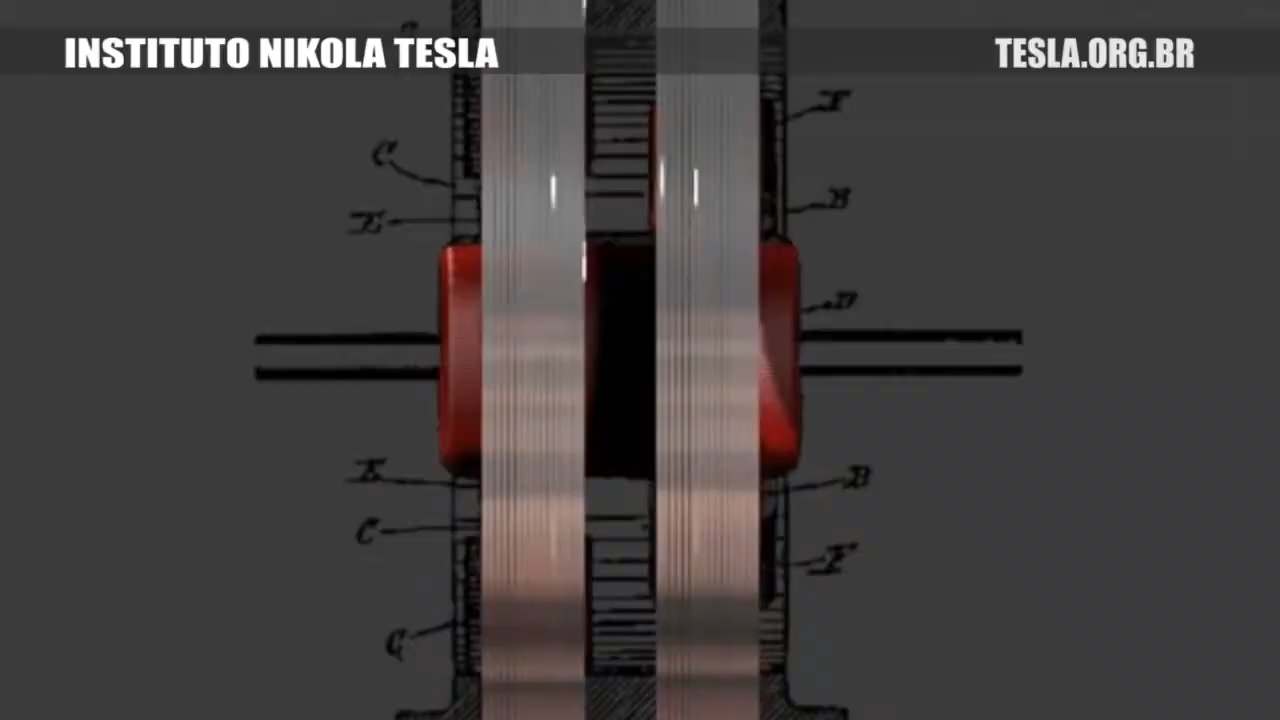 INSTITUTO NIKOLA TESLA
TESLA.ORG.BR
F
C
B
E
D
E
B
C
F
G